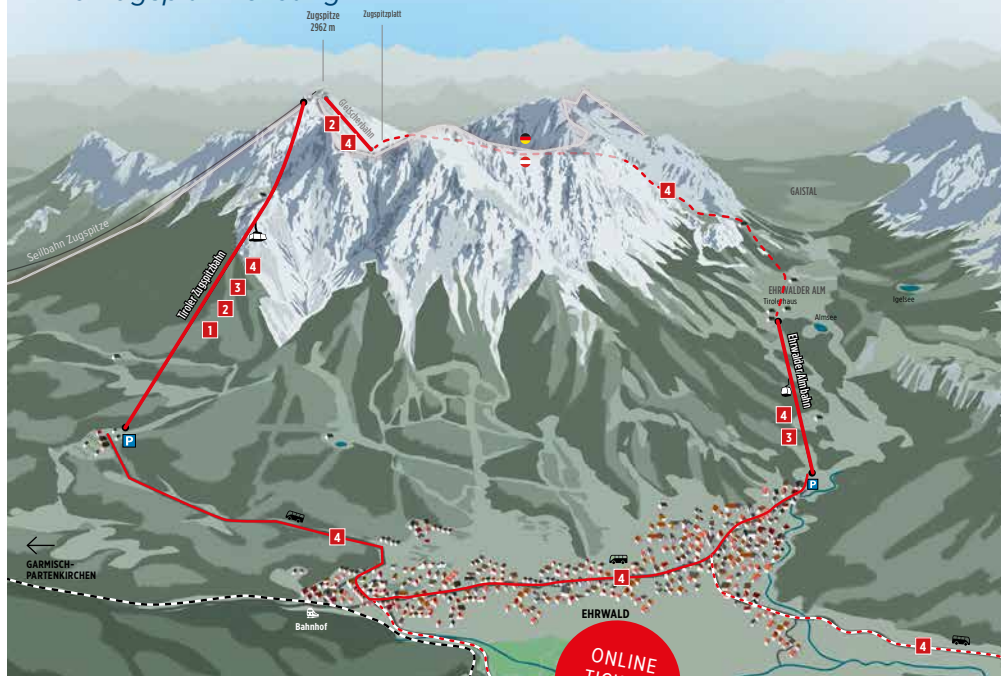 Zugspitze
2962 m
Zugspitzplatt
Gletscherbahn
2
4
4
GAISTAL
Seilbahn Zugspitze
Tiroler Zugspitzbahn
4
3
2
1
EHRWALDER ALM
Tirolerhaus
Igelsee
Almsee
Ehrwalder Almbahn
4
3
P
P
4
GARMISCH-
PARTENKIRCHEN
4
Bahnhof
EHRWALD
4
ONLINE